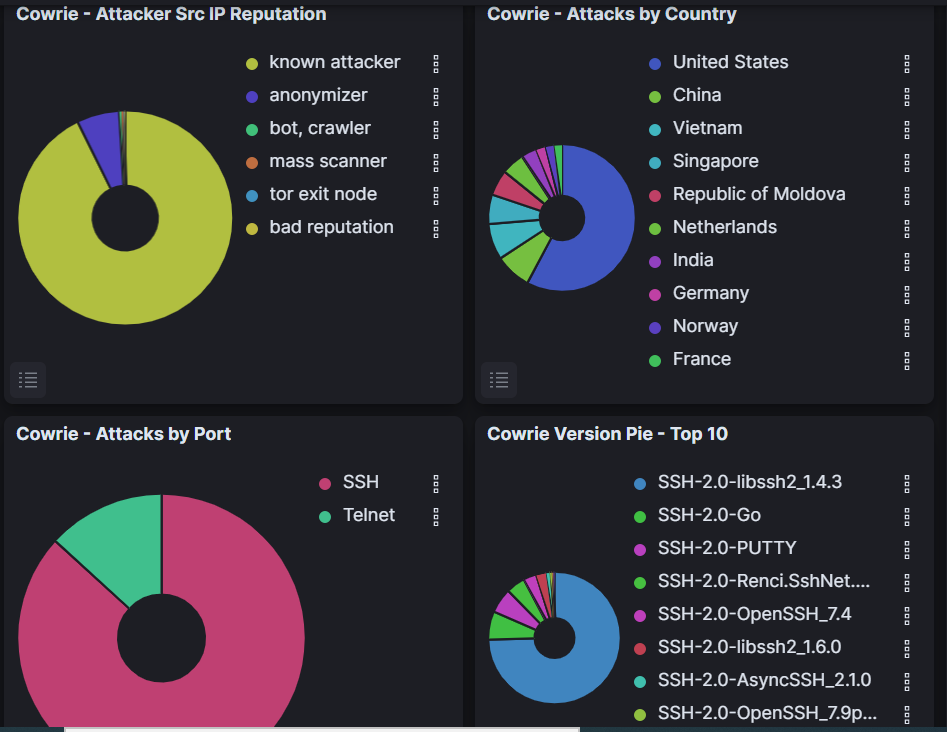 Cowrie - Attacker Src IP Reputation
known attacker
anonymizer
bot, crawler
mass scanner
tor exit node
bad reputation
Cowrie - Attacks by Country
United States
China
Vietnam
Singapore
Republic of Moldova
Netherlands
India
Germany
Norway
France
Cowrie - Attacks by Port
SSH
Telnet
Cowrie Version Pie - Top 10
SSH-2.0-libssh2_1.4.3
SSH-2.0-Go
SSH-2.0-PUTTY
SSH-2.0-Renci.SshNet....
SSH-2.0-OpenSSH_7.4
SSH-2.0-libssh2_1.6.0
SSH-2.0-AsyncSSH_2.1.0
SSH-2.0-OpenSSH_7.9p...